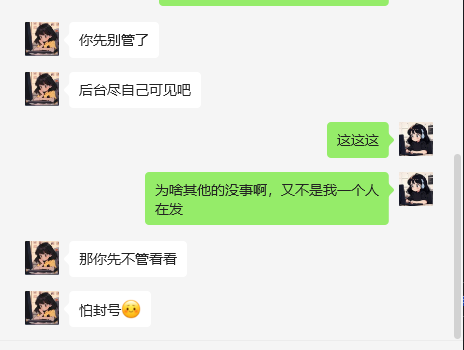 你先别管了
后台尽自己可见吧
这这这
为啥其他的没事啊，又不是我一个人
在发
那你先不管看看
怕封号